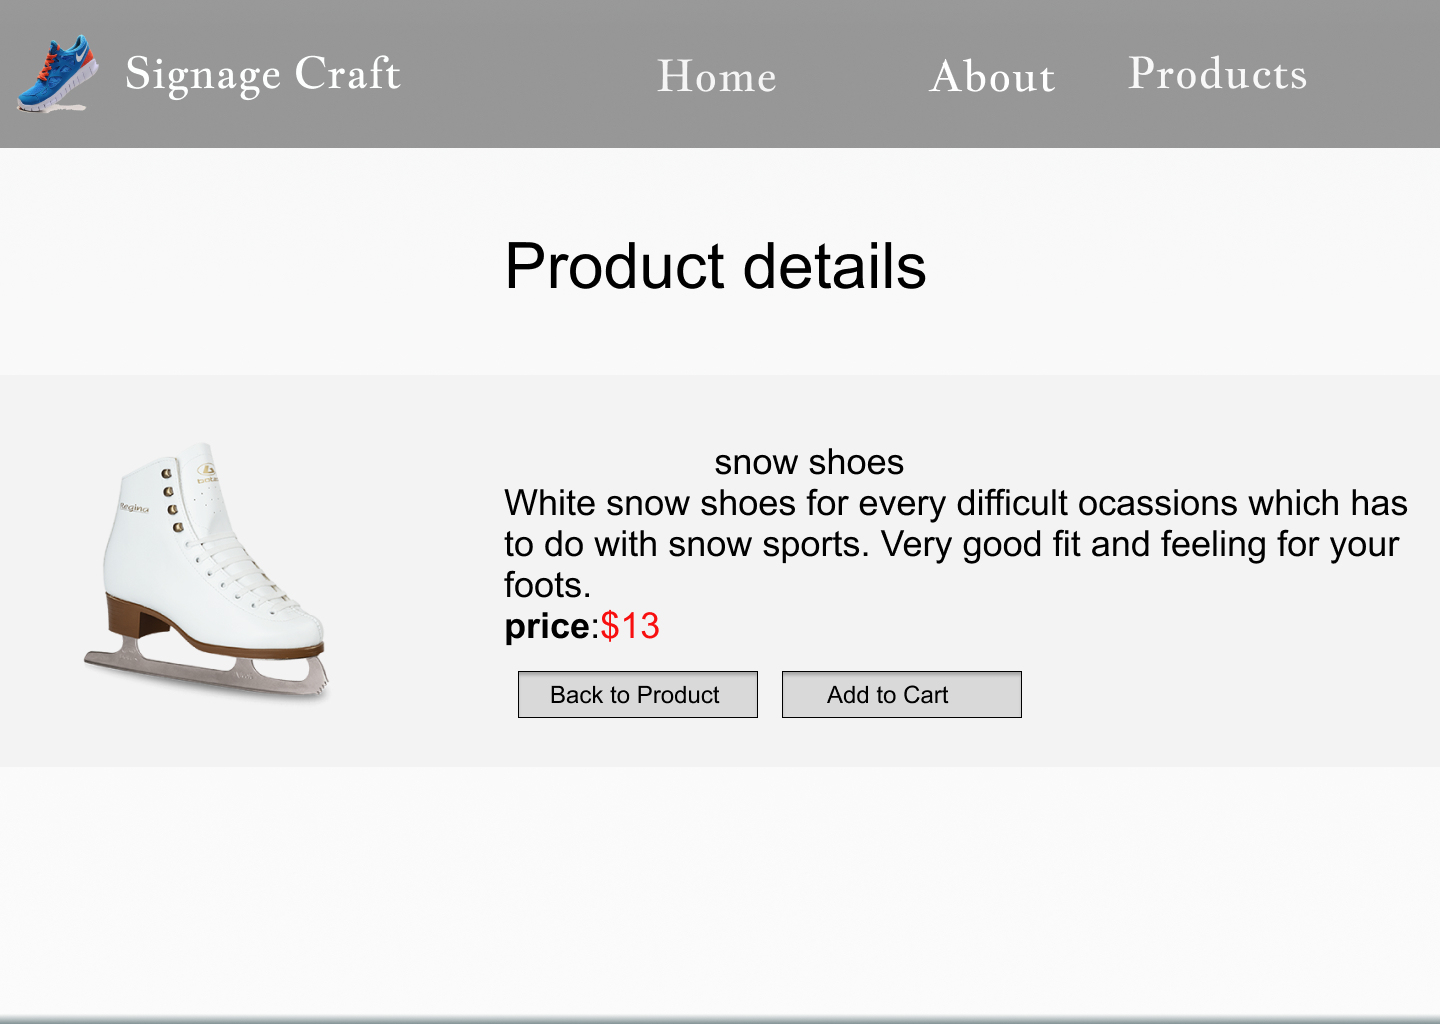 Signage Craft
Home
About
Products
Product details
Regina
snow shoes
White snow shoes for every difficult ocassions which has
to do with snow sports. Very good fit and feeling for your
foots.
price:$13
Back to Product
Add to Cart